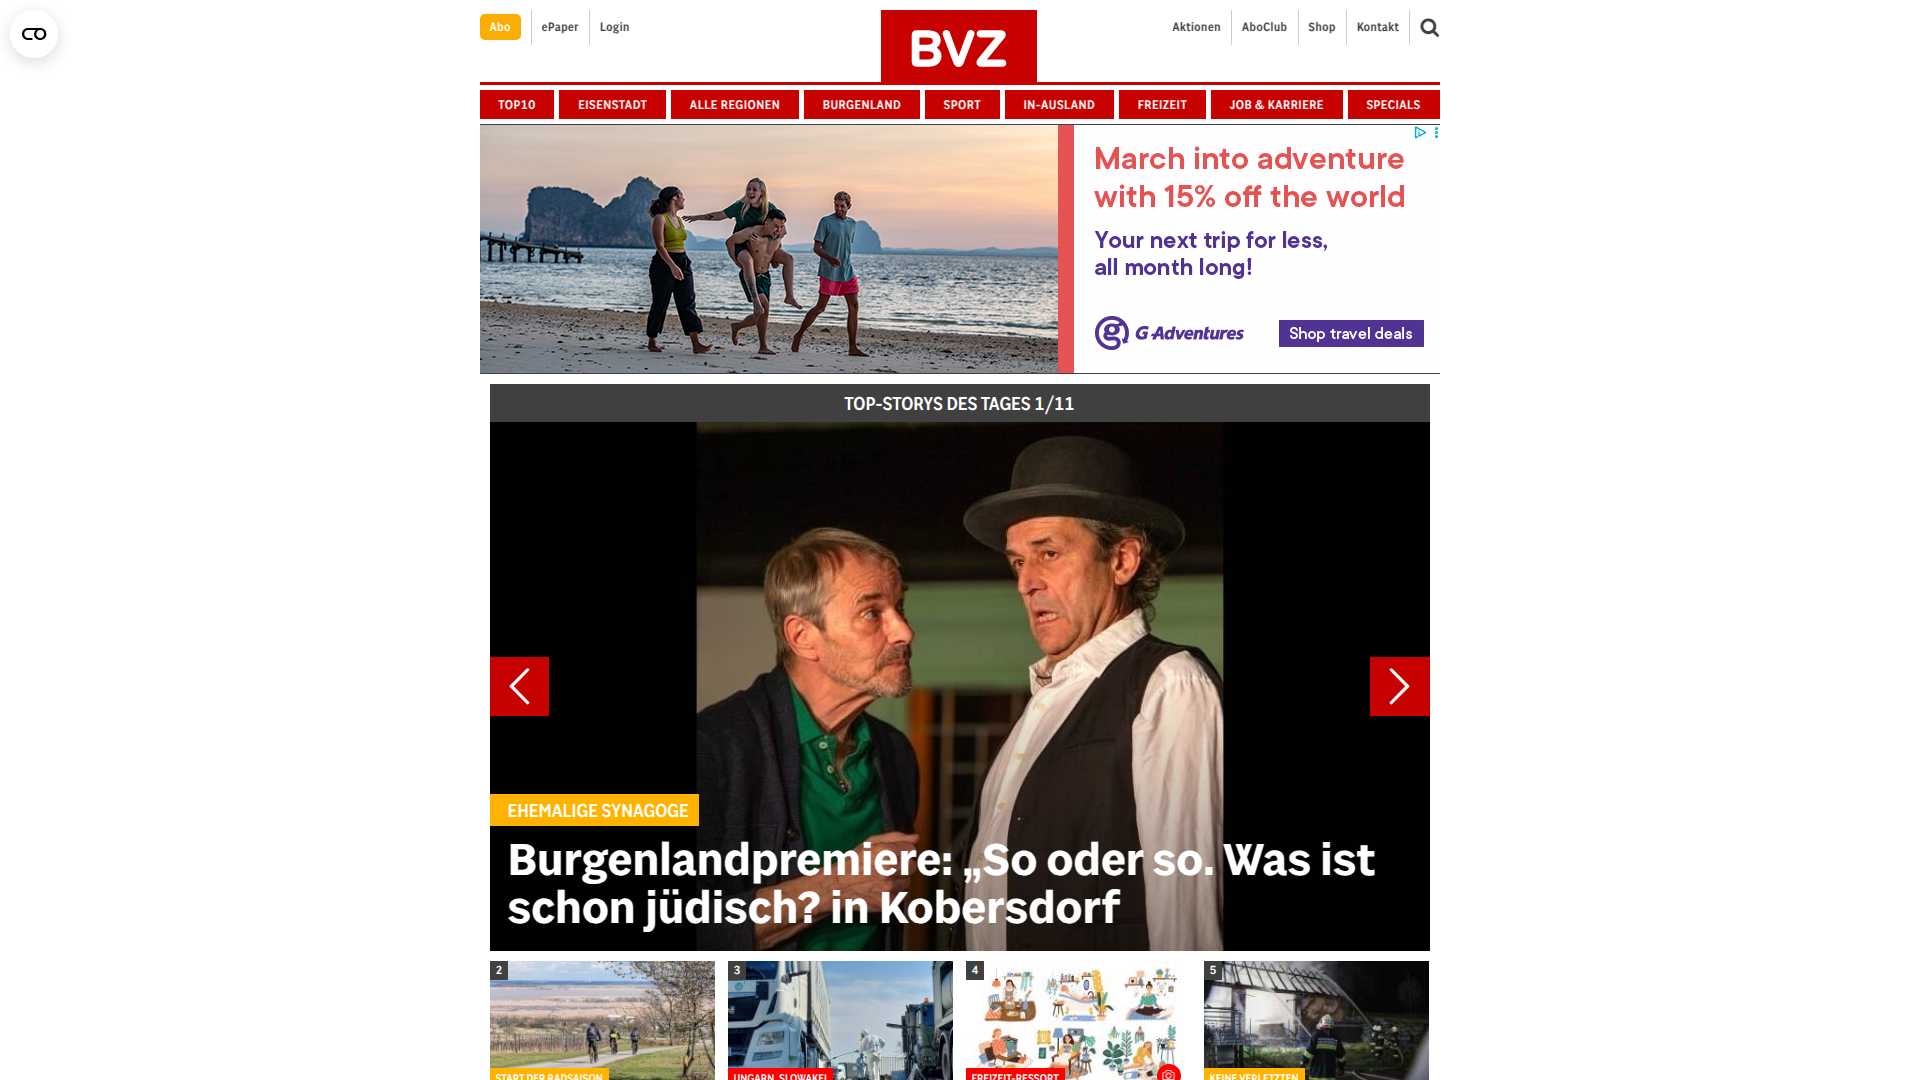 Abo
ePaper
Login
BVZ
Aktionen
AboClub
Shop
Kontakt
TOP10
EISENSTADT
ALLE REGIONEN
BURGENLAND
SPORT
IN-AUSLAND
FREIZEIT
JOB & KARRIERE
SPECIALS
March into adventure
with 15% off the world
Your next trip for less,
all month long!
G Adventures
Shop travel deals
TOP-STORYS DES TAGES 1/11
EHEMALIGE SYNAGOGE
Burgenlandpremiere: „So oder so. Was ist
schon jüdisch? in Kobersdorf
2
3
4
5
START DER RADSAISON
UNGARN, SLOWAKEI
FREIZEIT-RESSORT
KEINE VERLETZTEN